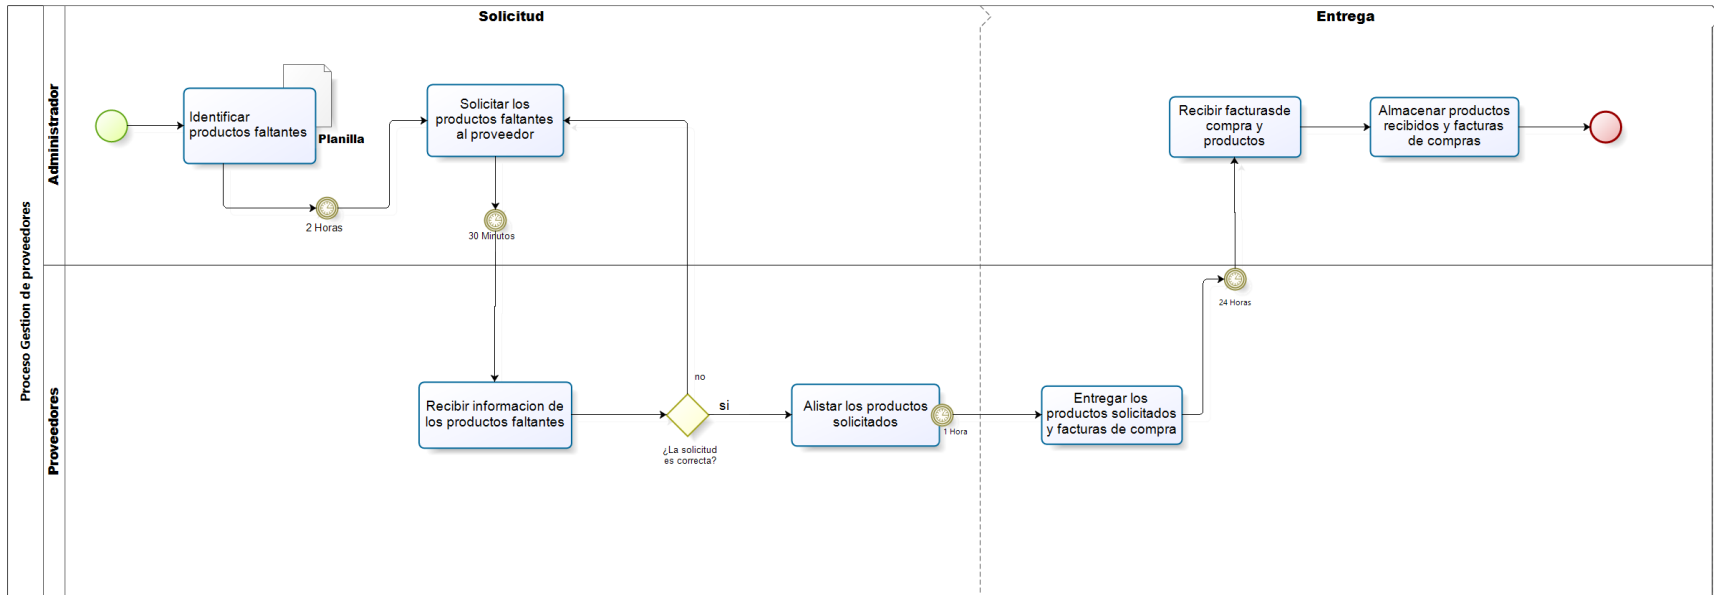 Solicitud
Entrega
Proceso Gestion de proveedores
Administrador
Identificar
productos faltantes
Planilla
2 Horas
Solicitar los
productos faltantes
al proveedor
30 Minutos
Recibir facturasde
compra y
productos
Almacenar productos
recibidos y facturas
de compras
24 Horas
Proveedores
Recibir informacion de
los productos faltantes
no
si
¿La solicitud
es correcta?
Alistar los productos
solicitados
1 Hora
Entregar los
productos solicitados
y facturas de compra